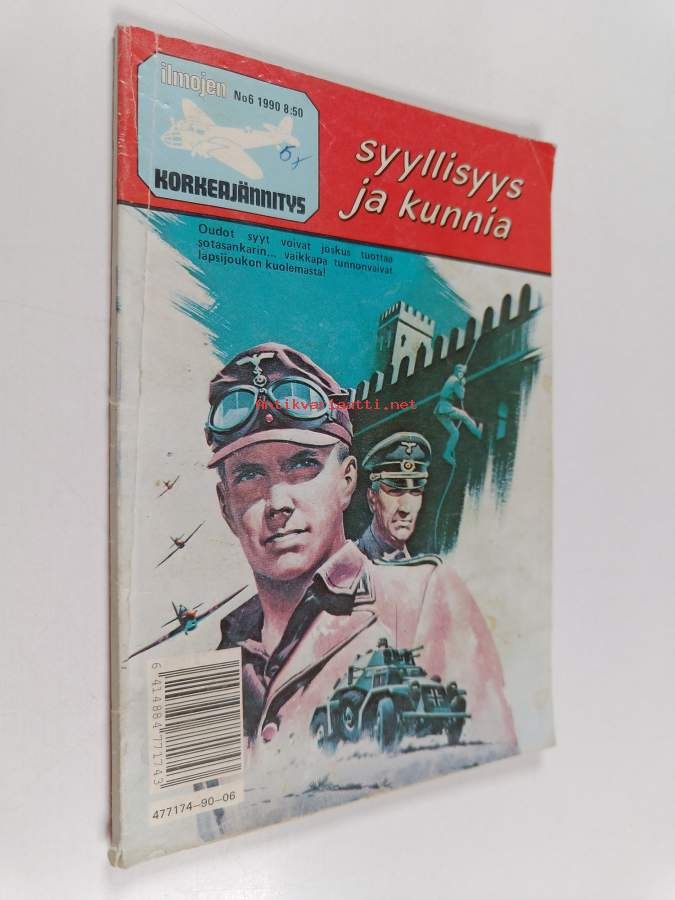 ilmojen
No6 1990 8:50
5,-
KORKEAJÄNNITYS
syyllisyys
ja kunnia
Oudot syyt voivat joskus tuottaa
sotasankarin... vaikkapa tunnonvaivat
lapsijoukon kuolemasta!
Antikvariaatti.net
6 414884 771743
477174-90-06